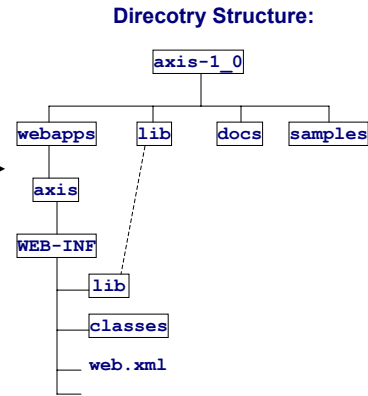 Direcotry Structure:
axis-1_0
webapps lib docs samples
axis
WEB-INF
lib
classes
web.xml